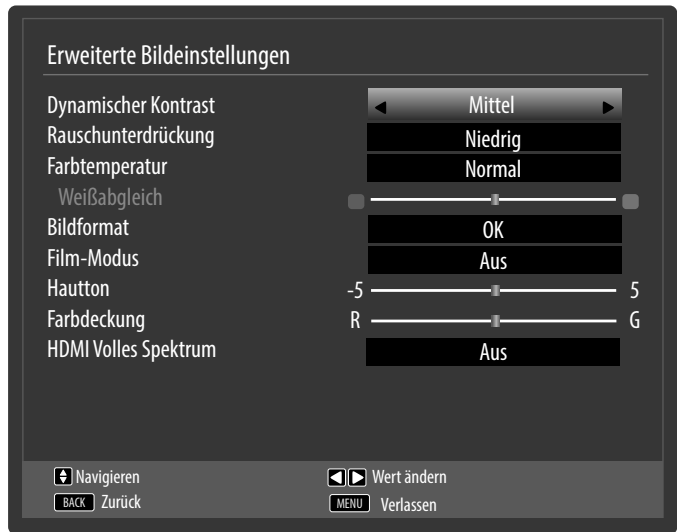 Erweiterte Bildeinstellungen
Dynamischer Kontrast Mittel
Rauschunterdrückung Niedrig
Farbtemperatur Normal
Weißabgleich
Bildformat OK
Film-Modus Aus
Hautton -5 5
Farbdeckung R G
HDMI Volles Spektrum Aus
Navigieren Wert ändern
BACK Zurück MENU Verlassen